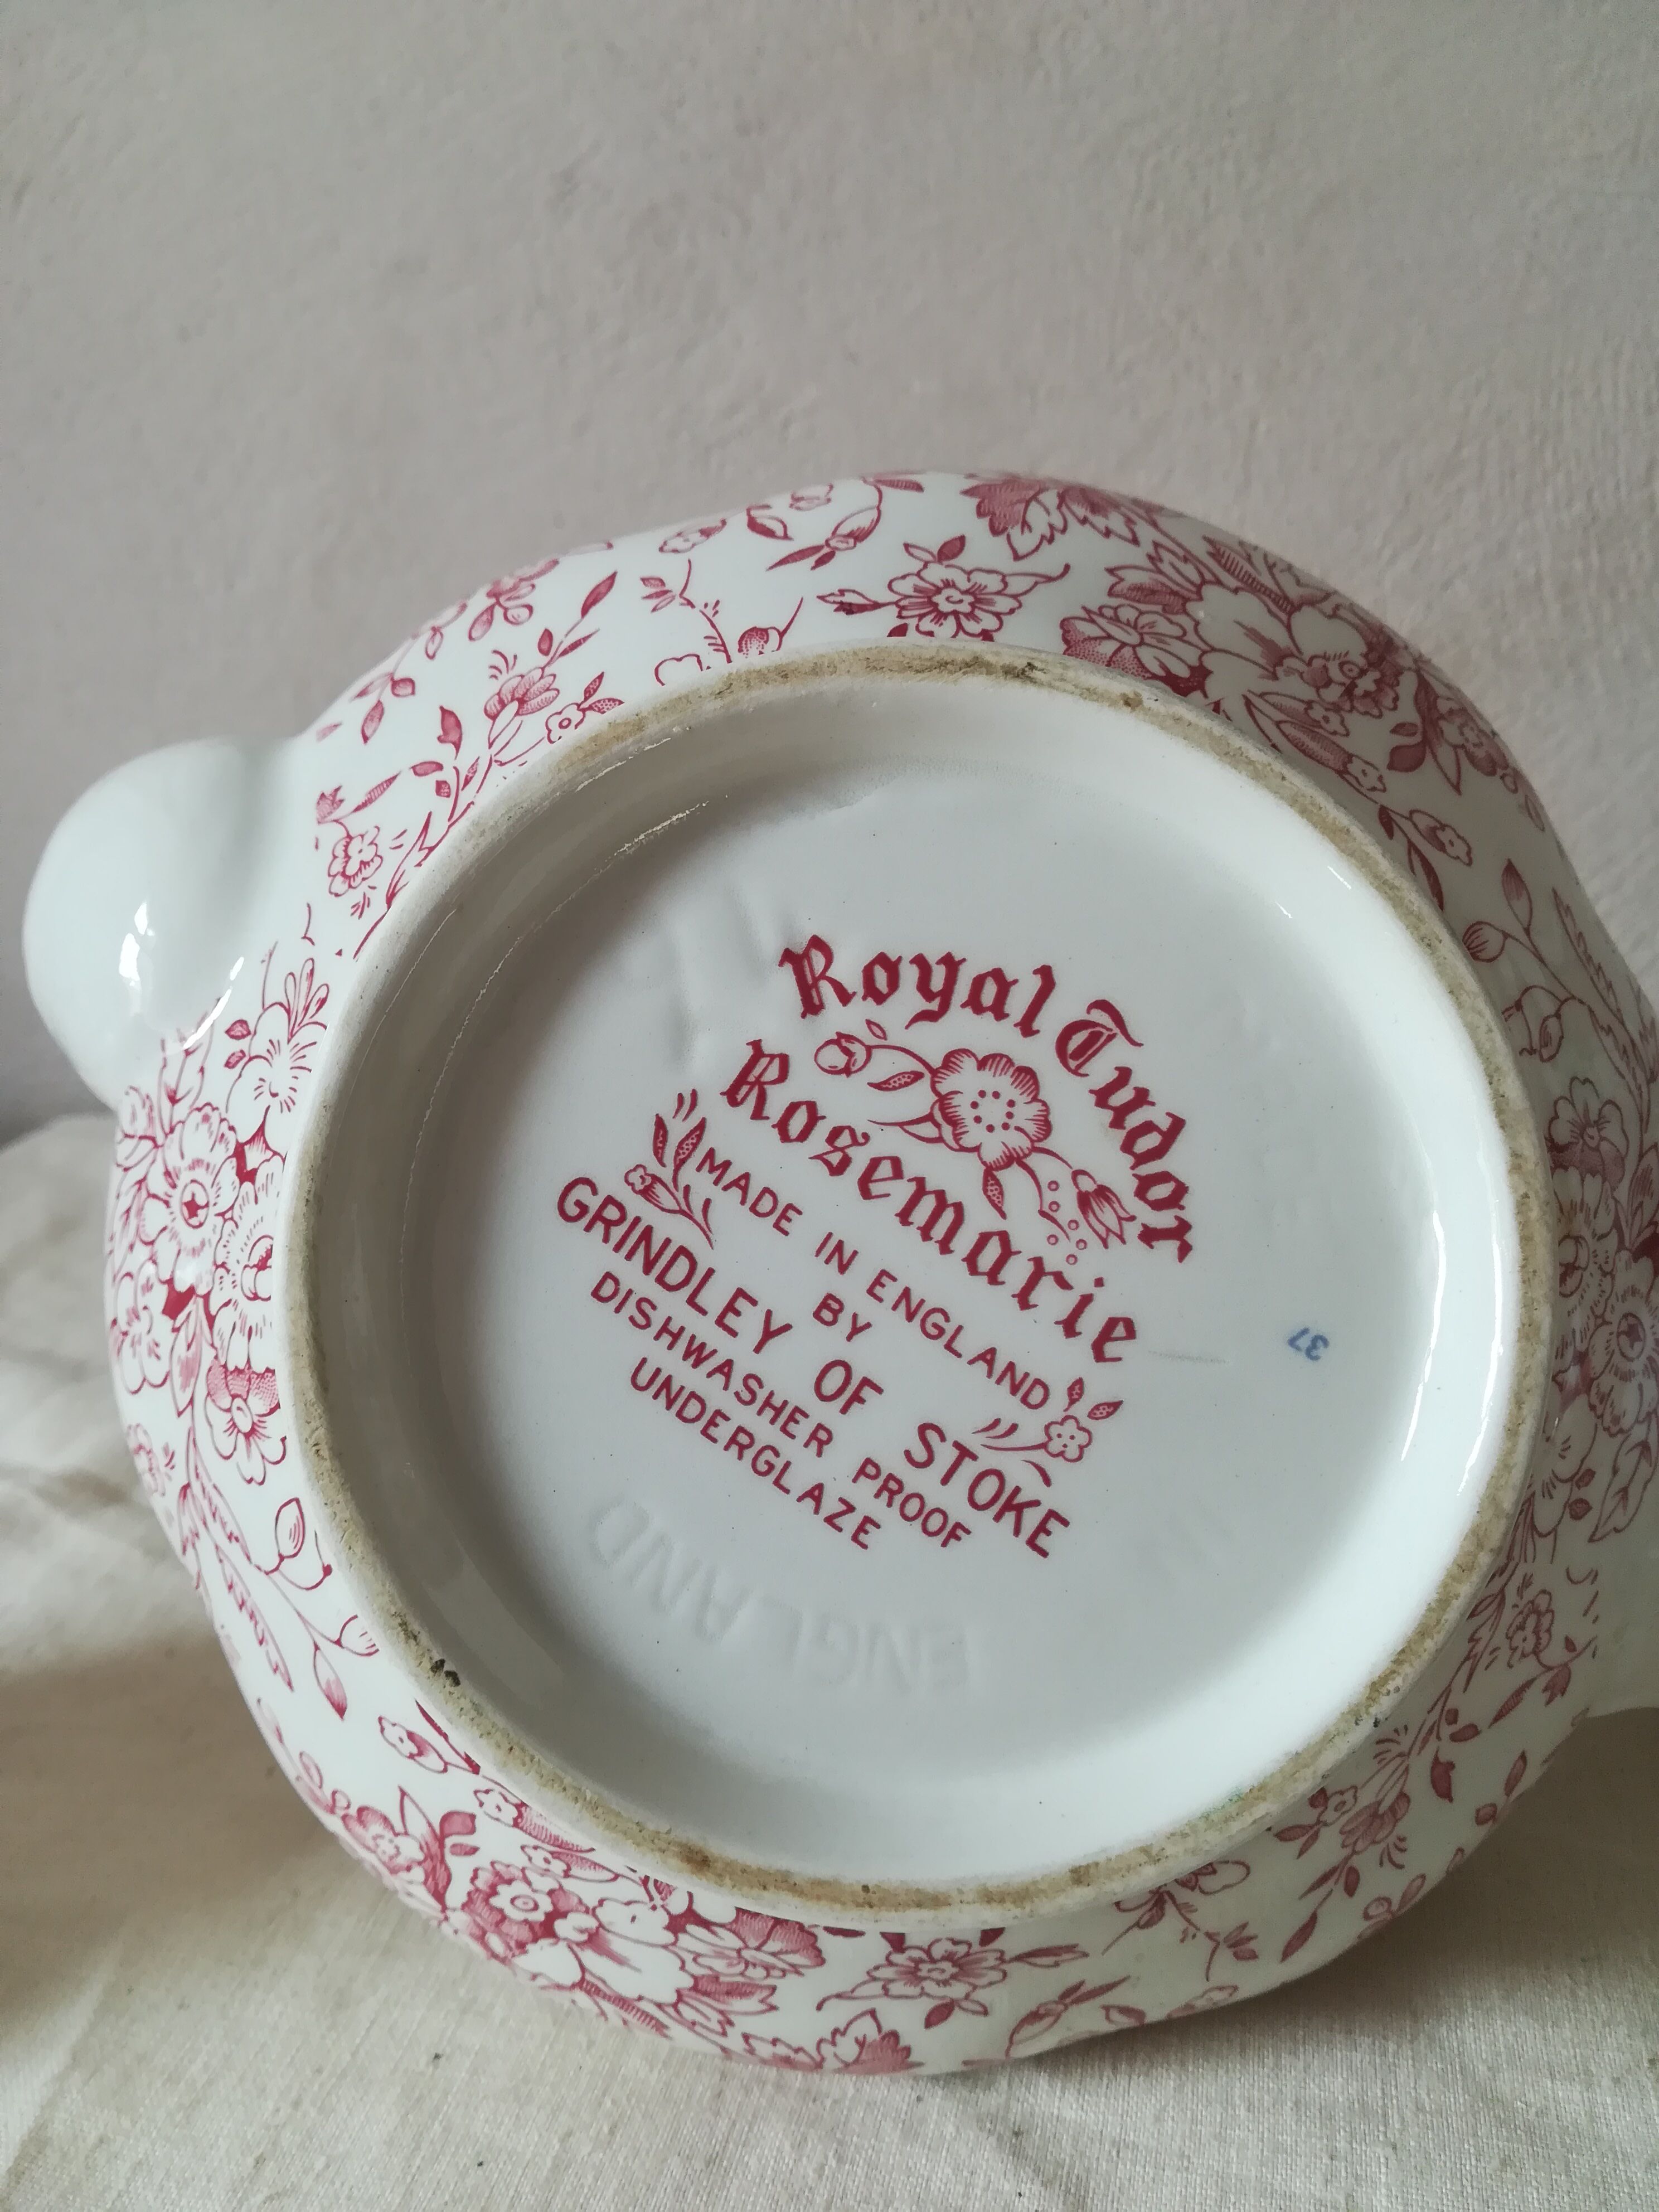 Royal Tudor
Rosemarie
MADE IN ENGLAND
BY
GRINDLEY OF STOKE
DISHWASHER PROOF
UNDERGLAZE
37
ENGLAND